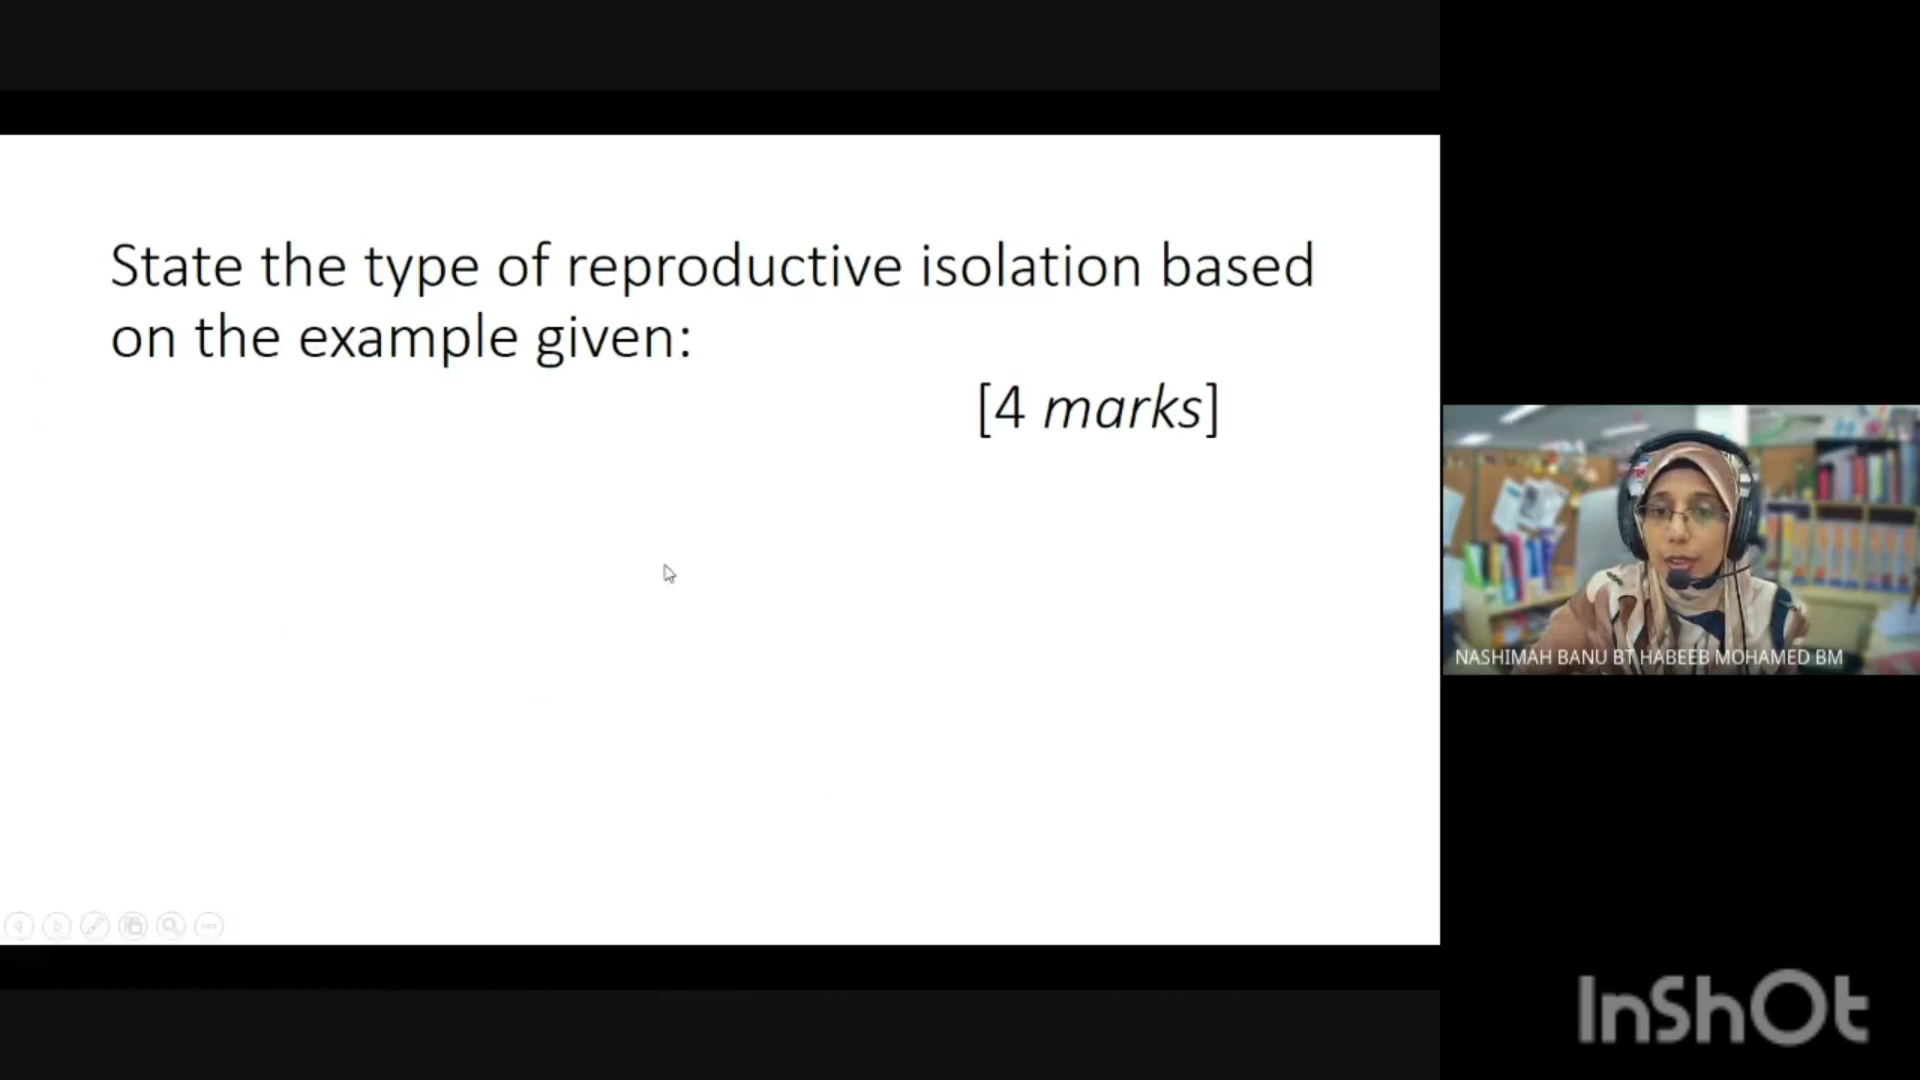 State the type of reproductive isolation based
on the example given:
[4 marks]
NASHIMAH BANU BT HABEEB MOHAMED BM
InShOt